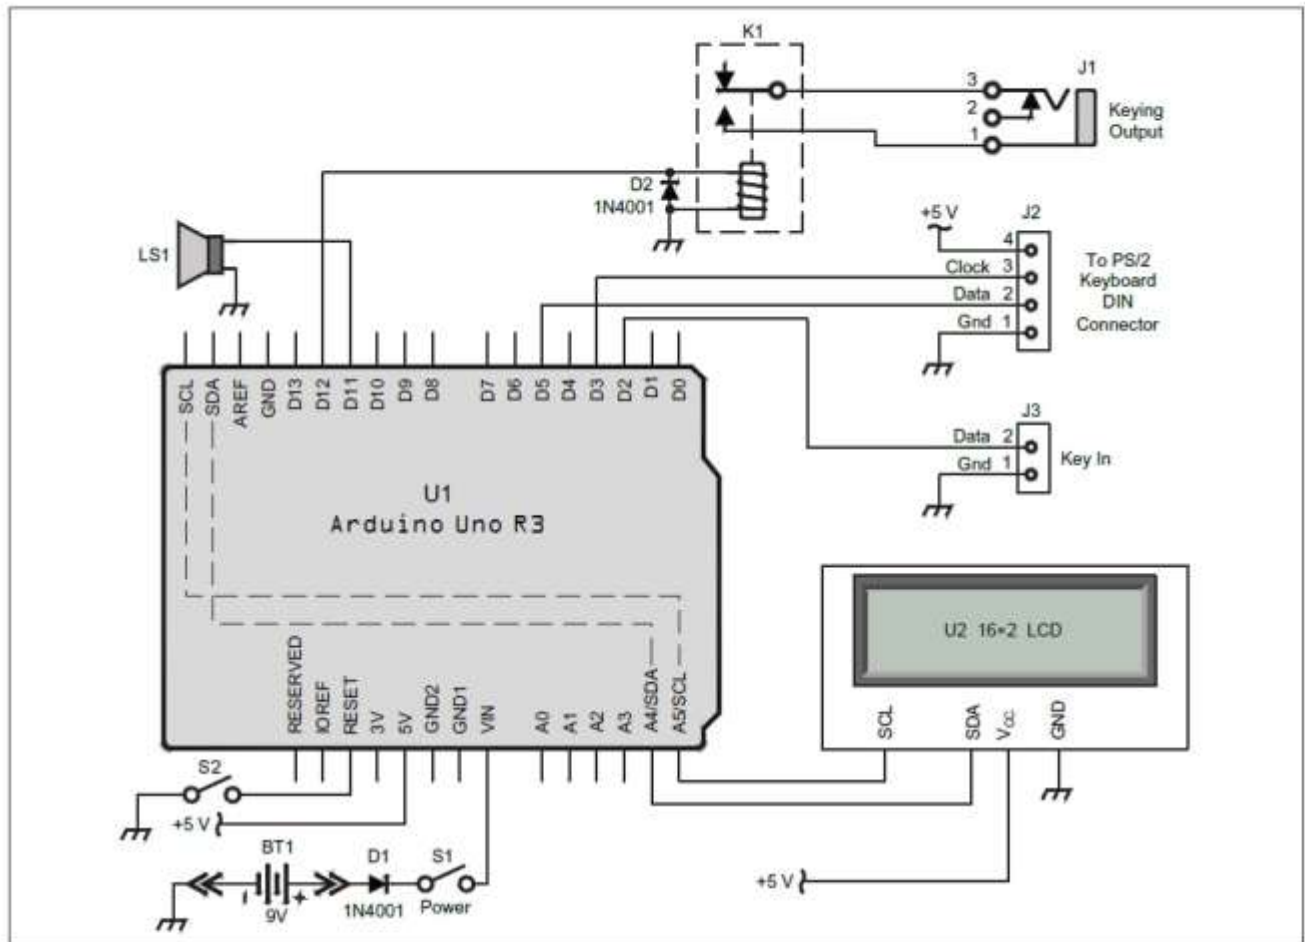 K1
J1
3
2
1
Keying
Output
D2
1N4001
+5 V
J2
4
Clock 3
Data 2
Gnd 1
To PS/2
Keyboard
DIN
Connector
LS1
SCL
SDA
AREF
GND
D13
D12
D11
D10
D9
D8
D7
D6
D5
D4
D3
D2
D1
D0
J3
Data 2
Gnd 1
Key In
U1
Arduino Uno R3
U2 16×2 LCD
RESERVED
IOREF
RESET
3V
5V
GND2
GND1
VIN
A0
A1
A2
A3
A4/SDA
A5/SCL
SCL
SDA
VCC
GND
S2
+5 V
BT1
D1
S1
- +
9V
1N4001
Power
+5 V